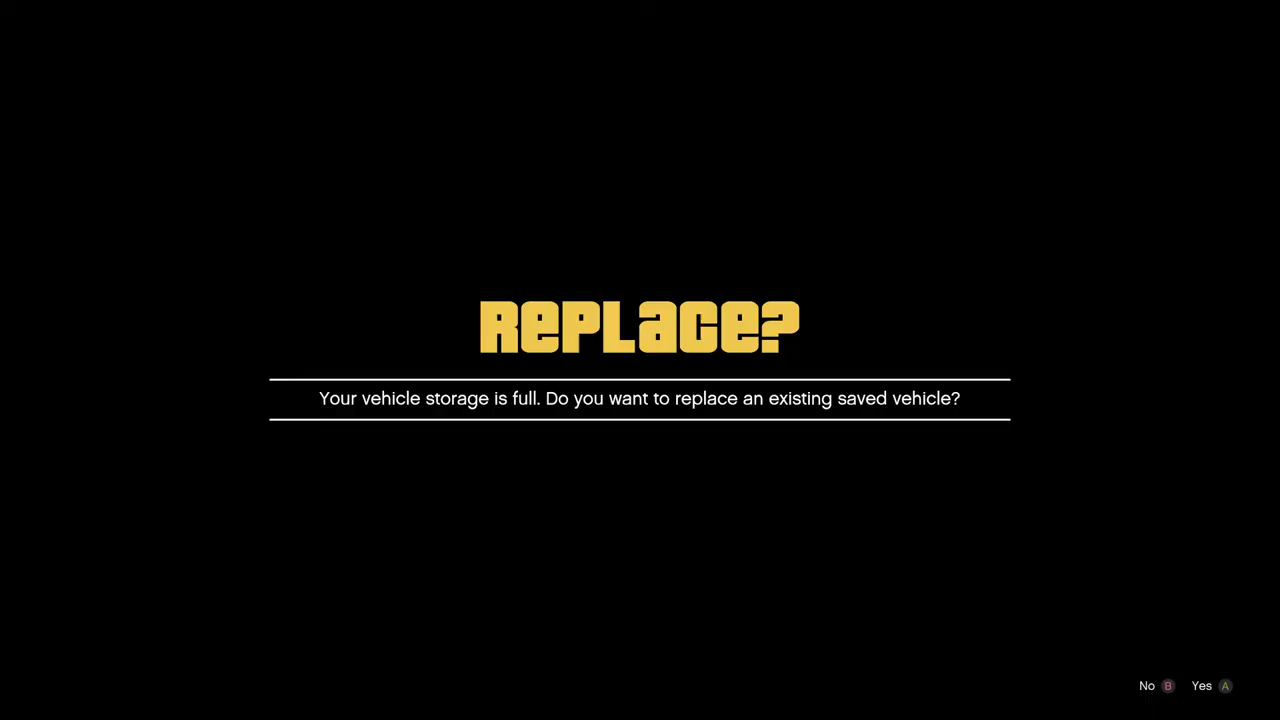 REPLACE?
Your vehicle storage is full. Do you want to replace an existing saved vehicle?
No B Yes A